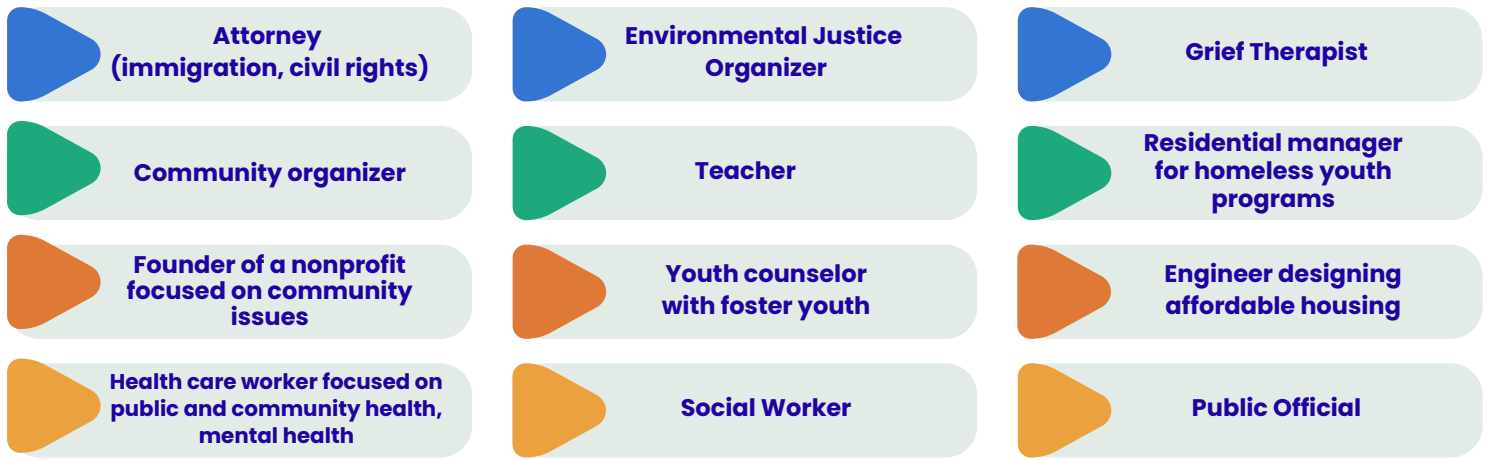 Attorney
(immigration, civil rights)
Environmental Justice
Organizer
Grief Therapist
Community organizer
Teacher
Residential manager
for homeless youth
programs
Founder of a nonprofit
focused on community
issues
Youth counselor
with foster youth
Engineer designing
affordable housing
Health care worker focused on
public and community health,
mental health
Social Worker
Public Official